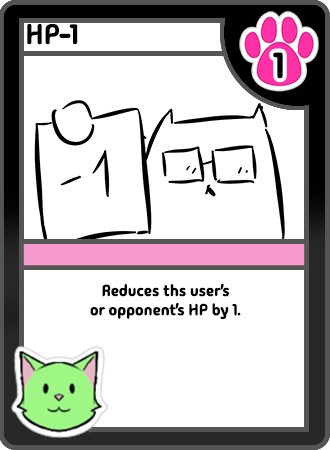 HP-1
1
-1
Reduces ths user's
or opponent's HP by 1.